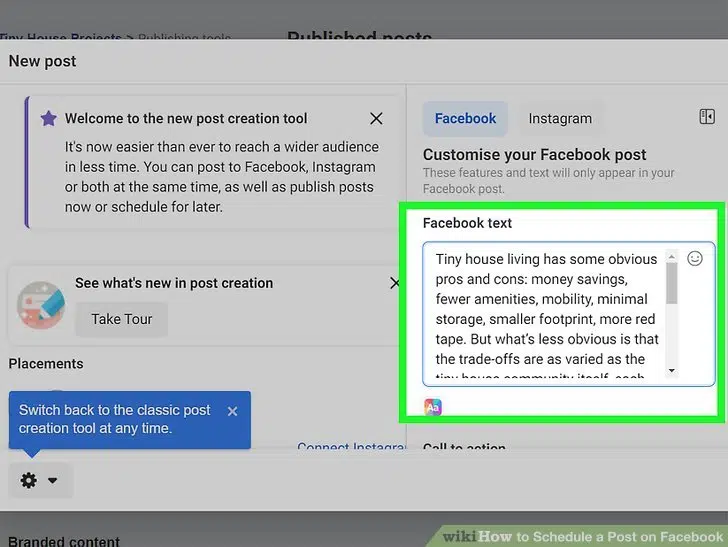 Tiny House Projects > Publishing tools
Published posts
New post
Welcome to the new post creation tool
It's now easier than ever to reach a wider audience
in less time. You can post to Facebook, Instagram
or both at the same time, as well as publish posts
now or schedule for later.
See what's new in post creation
Take Tour
Placements
Switch back to the classic post
creation tool at any time.
Connect Instagra
Facebook
Instagram
Customise your Facebook post
These features and text will only appear in your
Facebook post.
Facebook text
Tiny house living has some obvious
pros and cons: money savings,
fewer amenities, mobility, minimal
storage, smaller footprint, more red
tape. But what's less obvious is that
the trade-offs are as varied as the
tiny house community itself, each
Aa
Call to action
Branded content
wikiHow to Schedule a Post on Facebook